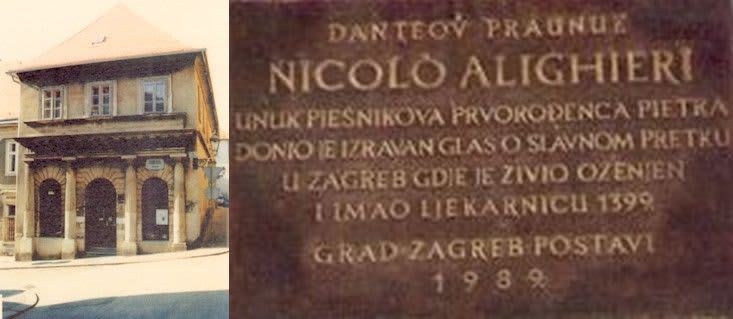 DANTEOV PRAUNUK
NICOLÒ ALIGHIERI
UNUK PJESNIKOVA PRVOROĐENCA PIETRA
DONIO JE IZRAVAN GLAS O SLAVNOM PRETKU
U ZAGREB GDJE JE ŽIVIO OŽENJEN
I IMAO LJEKARNICU 1399
GRAD ZAGREB POSTAVI
1989